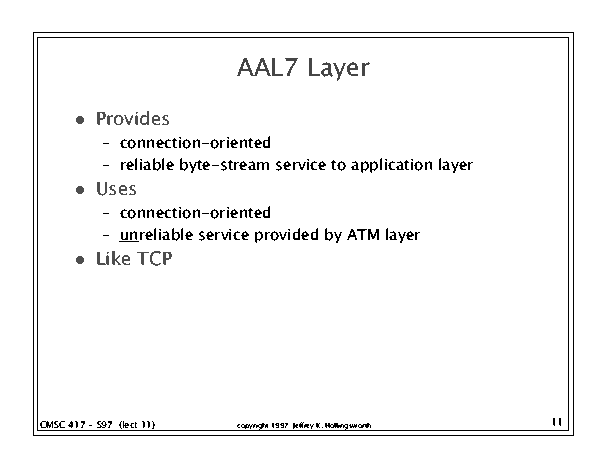 AAL7 Layer
● Provides
– connection-oriented
– reliable byte-stream service to application layer
● Uses
– connection-oriented
– unreliable service provided by ATM layer
● Like TCP
CMSC 417 - S97 (lect 11)
copyright 1997 Jeffrey K. Hollingsworth
11